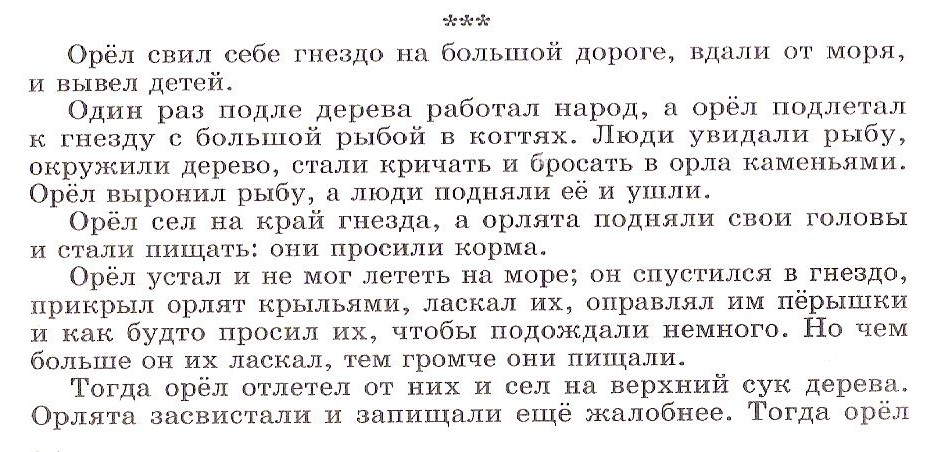 ***
Орёл свил себе гнездо на большой дороге, вдали от моря,
и вывел детей.
Один раз подле дерева работал народ, а орёл подлетал
к гнезду с большой рыбой в когтях. Люди увидали рыбу,
окружили дерево, стали кричать и бросать в орла каменьями.
Орёл выронил рыбу, а люди подняли её и ушли.
Орёл сел на край гнезда, а орлята подняли свои головы
и стали пищать: они просили корма.
Орёл устал и не мог лететь на море; он спустился в гнездо,
прикрыл орлят крыльями, ласкал их, оправлял им пёрышки
и как будто просил их, чтобы подождали немного. Но чем
больше он их ласкал, тем громче они пищали.
Тогда орёл отлетел от них и сел на верхний сук дерева.
Орлята засвистали и запищали ещё жалобнее. Тогда орёл